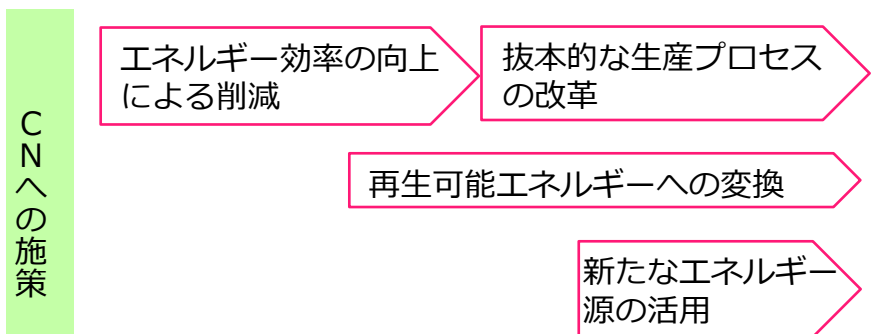 CNへの施策
エネルギー効率の向上
による削減
抜本的な生産プロセス
の改革
再生可能エネルギーへの変換
新たなエネルギー
源の活用